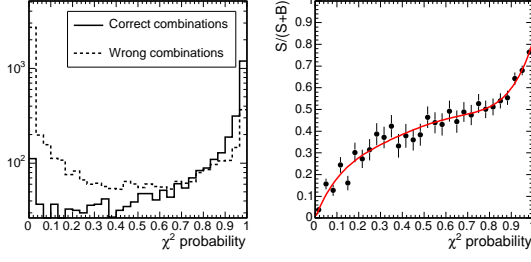 Correct combinations
Wrong combinations
10³
10²
0 0.1 0.2 0.3 0.4 0.5 0.6 0.7 0.8 0.9 1
χ² probability
S/(S+B)
1
0.9
0.8
0.7
0.6
0.5
0.4
0.3
0.2
0.1
0
0 0.1 0.2 0.3 0.4 0.5 0.6 0.7 0.8 0.9
χ² probability